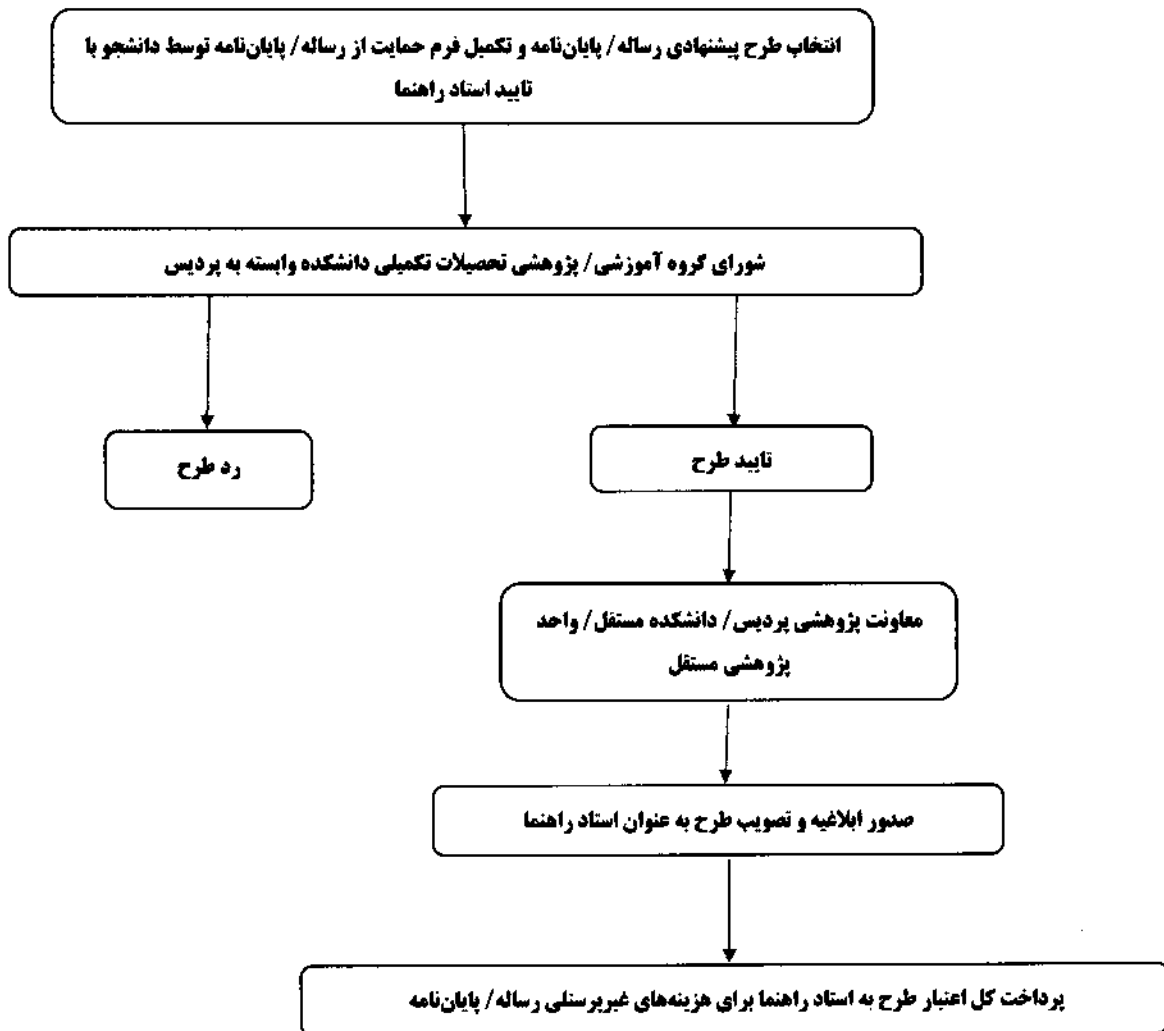 انتخاب طرح پیشنهادی رساله/ پایان‌نامه و تکمیل فرم حمایت از رساله/ پایان‌نامه توسط دانشجو با
تایید استاد راهنما
شورای گروه آموزشی/ پژوهشی تحصیلات تکمیلی دانشکده وابسته به پردیس
تایید طرح
رد طرح
معاونت پژوهشی پردیس/ دانشکده مستقل/ واحد
پژوهشی مستقل
صدور ابلاغیه و تصویب طرح به عنوان استاد راهنما
پرداخت کل اعتبار طرح به استاد راهنما برای هزینه‌های غیرپرسنلی رساله/ پایان‌نامه